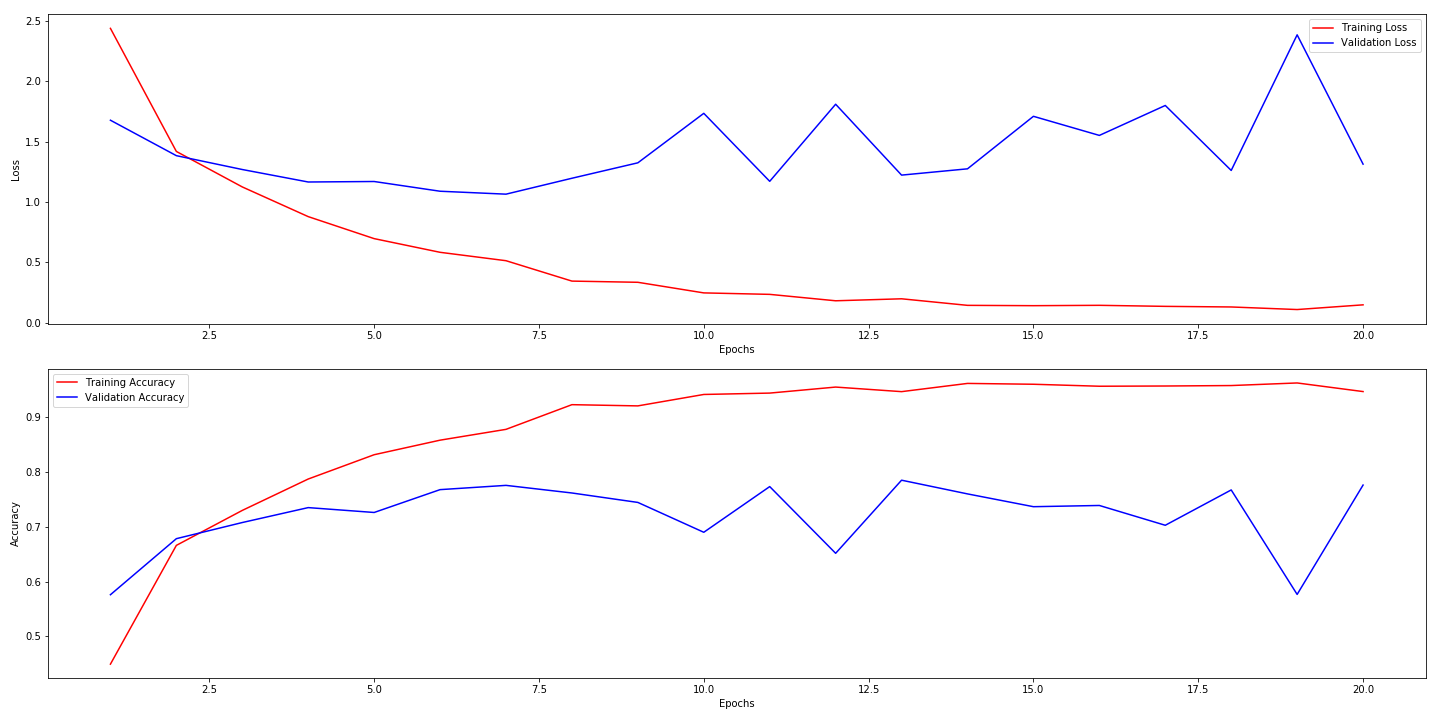 2.5
2.0
1.5
1.0
0.5
0.0
Loss
Training Loss
Validation Loss
2.5 5.0 7.5 10.0 12.5 15.0 17.5 20.0
Epochs
Training Accuracy
Validation Accuracy
0.9
0.8
0.7
0.6
0.5
Accuracy
2.5 5.0 7.5 10.0 12.5 15.0 17.5 20.0
Epochs